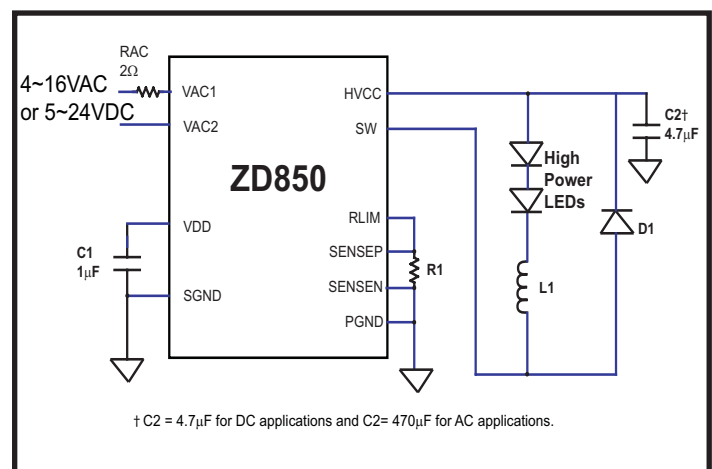 RAC
2Ω
4~16VAC
or 5~24VDC
VAC1
VAC2
ZD850
HVCC
SW
C2†
4.7µF
High
Power
LEDs
D1
VDD
C1
1µF
SGND
RLIM
SENSEP
R1
SENSEN
PGND
L1
† C2 = 4.7µF for DC applications and C2= 470µF for AC applications.